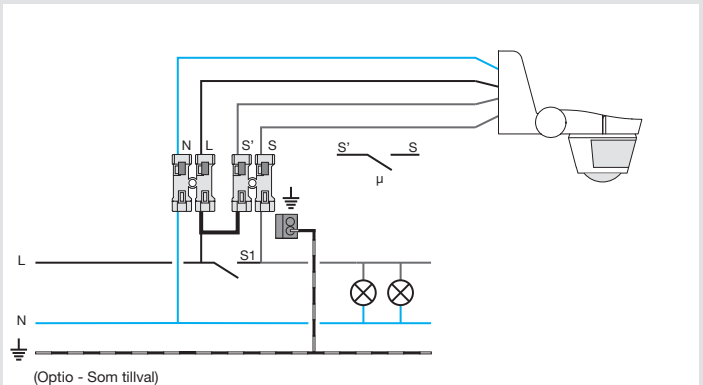 N L S' S
S' S
µ
L
S1
N
(Optio - Som tillval)